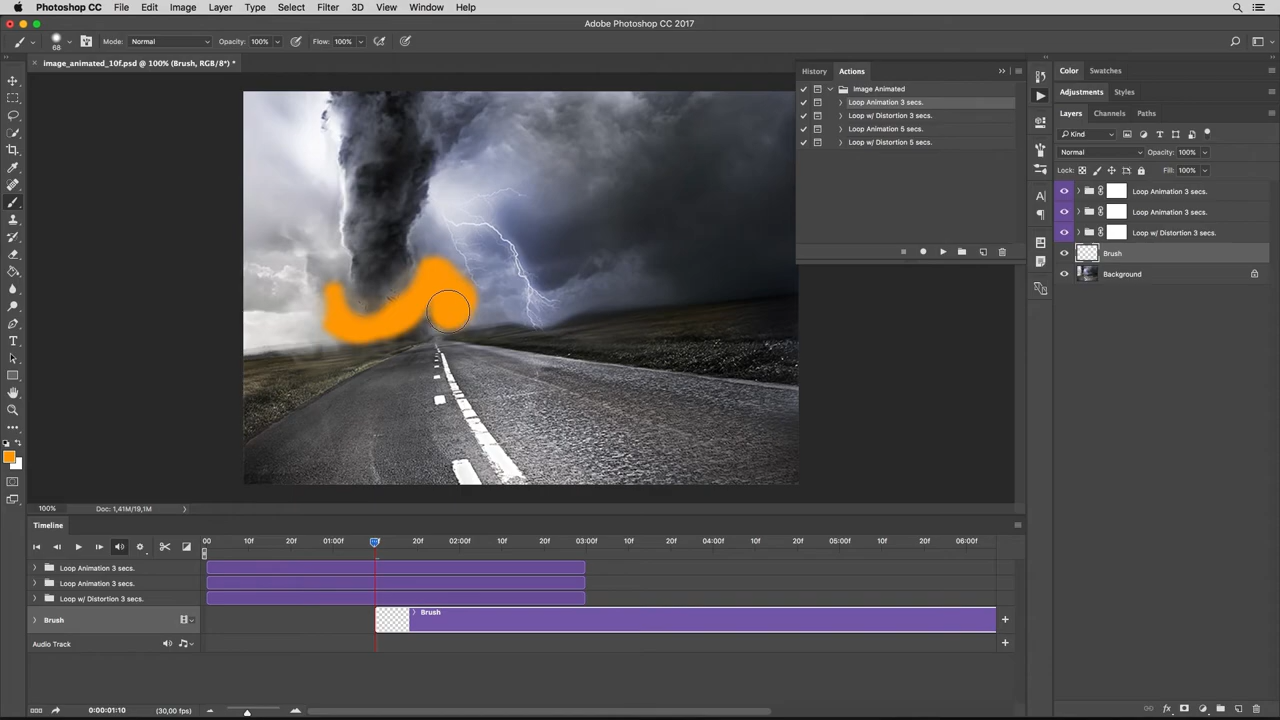 Photoshop CC File Edit Image Layer Type Select Filter 3D View Window Help
Adobe Photoshop CC 2017
68 Mode: Normal Opacity: 100% Flow: 100%
image_animated_10f.psd @ 100% (Brush, RGB/8*) *
History Actions
Image Animated
Loop Animation 3 secs.
Loop w/ Distortion 3 secs.
Loop Animation 5 secs.
Loop w/ Distortion 5 secs.
Color Swatches
Adjustments Styles
Layers Channels Paths
Kind
Normal Opacity: 100%
Lock: Fill: 100%
Loop Animation 3 secs.
Loop Animation 3 secs.
Loop w/ Distortion 3 secs.
Brush
Background
100% Doc: 1,41M/19,1M
Timeline
00 10f 20f 01:00f f 20f 02:00f 10f 20f 03:00f 10f 20f 04:00f 10f 20f 05:00f 10f 20f 06:00f
Loop Animation 3 secs.
Loop Animation 3 secs.
Loop w/ Distortion 3 secs.
Brush Brush
Audio Track
0:00:01:10 (30,00 fps)